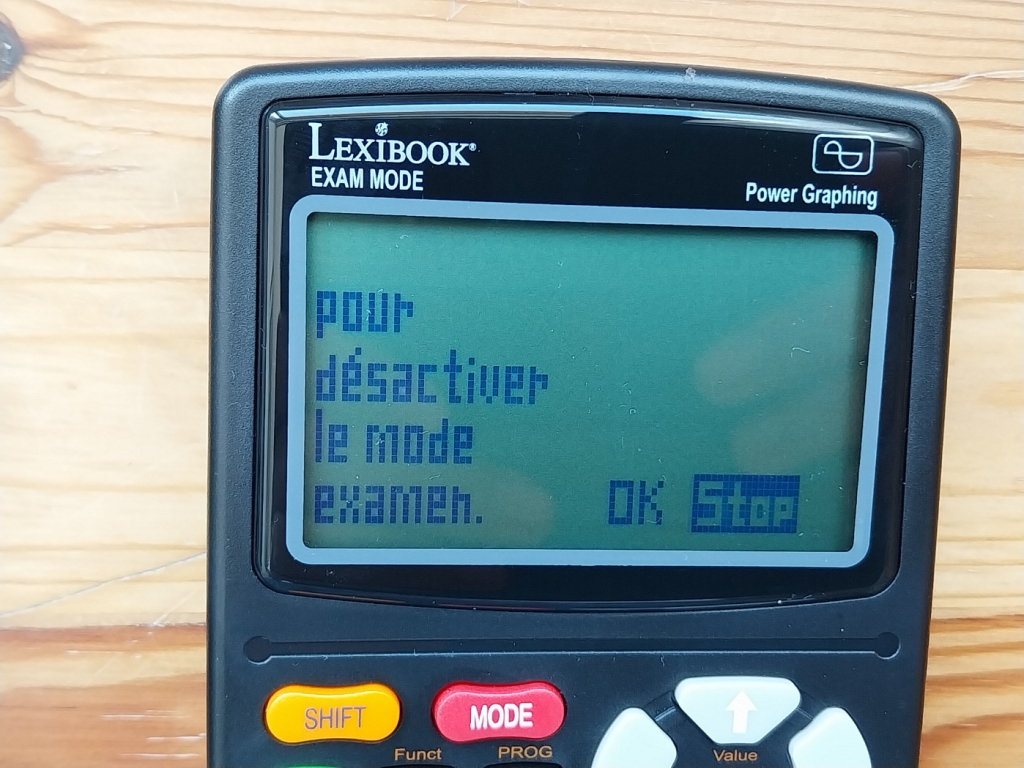 LEXIBOOK®
EXAM MODE
Power Graphing
pour
désactiver
le mode
examen. OK Stop
SHIFT MODE
Funct PROG Value